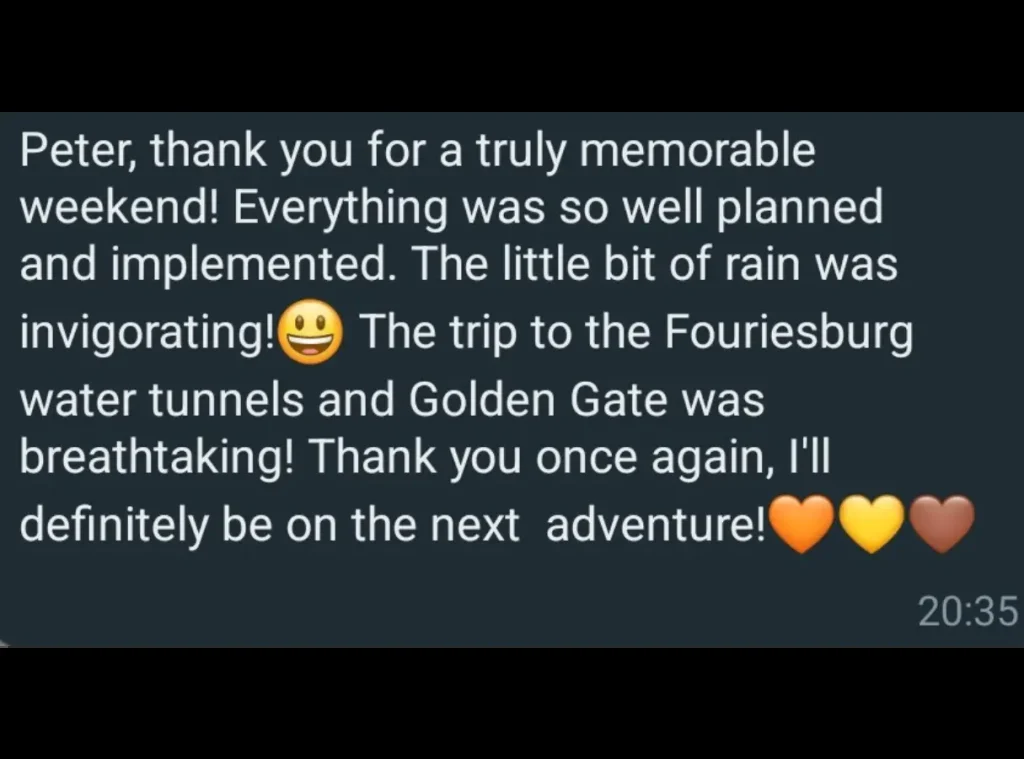 Peter, thank you for a truly memorable
weekend! Everything was so well planned
and implemented. The little bit of rain was
invigorating!😃 The trip to the Fouriesburg
water tunnels and Golden Gate was
breathtaking! Thank you once again, I'll
definitely be on the next  adventure!🧡💛🤎
20:35